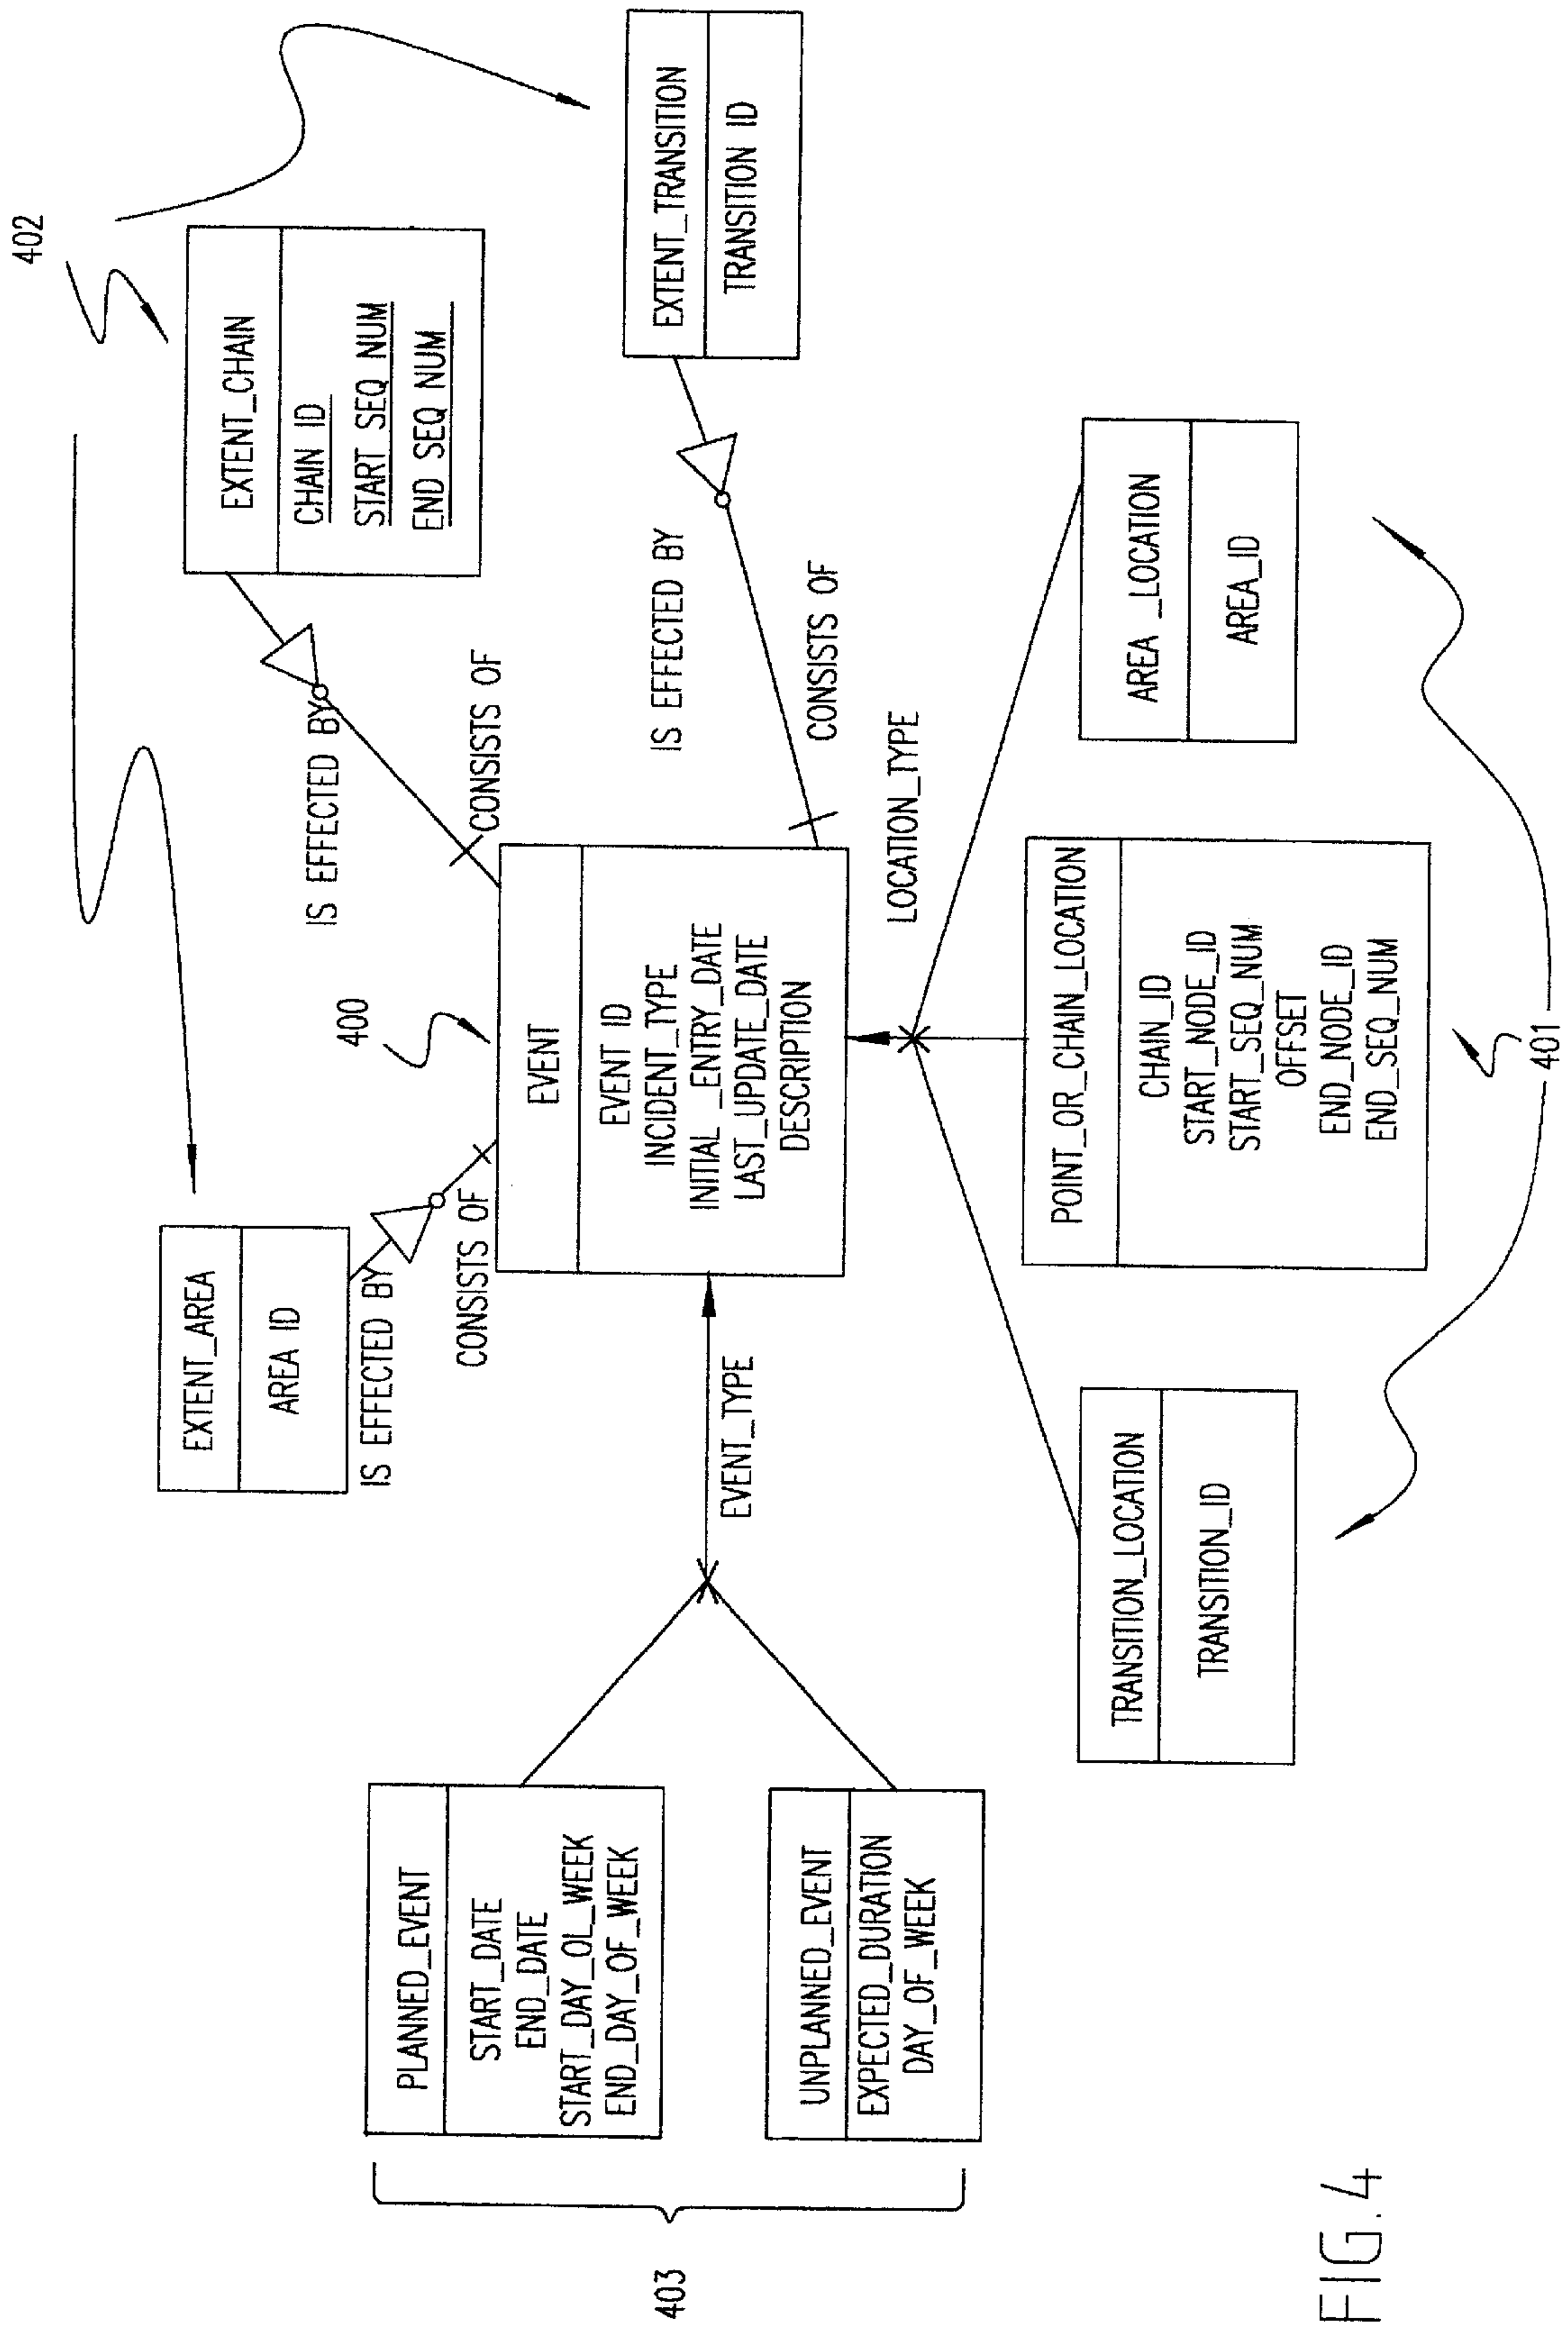 402
EXTENT_CHAIN
CHAIN ID
START SEQ NUM
END SEQ NUM
EXTENT_TRANSITION
TRANSITION ID
EXTENT_AREA
AREA ID
IS EFFECTED BY
CONSISTS OF
IS EFFECTED BY
CONSISTS OF
IS EFFECTED BY
CONSISTS OF
400
EVENT
EVENT ID
INCIDENT_TYPE
INITIAL _ENTRY_DATE
LAST_UPDATE_DATE
DESCRIPTION
EVENT_TYPE
LOCATION_TYPE
403
PLANNED_EVENT
START_DATE
END_DATE
START_DAY_OL_WEEK
END_DAY_OF_WEEK
UNPLANNED_EVENT
EXPECTED_DURATION
DAY_OF_WEEK
TRANSITION_LOCATION
TRANSITION_ID
POINT_OR_CHAIN_LOCATION
CHAIN_ID
START_NODE_ID
START_SEQ_NUM
OFFSET
END_NODE_ID
END_SEQ_NUM
AREA _LOCATION
AREA_ID
401
FIG.4